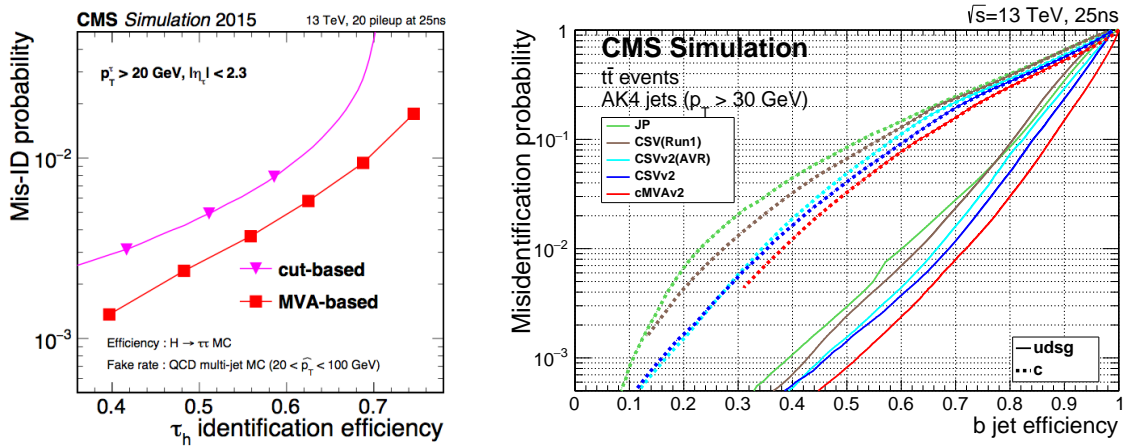 CMS Simulation 2015 13 TeV, 20 pileup at 25ns
Mis-ID probability
p_T^τ > 20 GeV, |η_τ| < 2.3
10⁻²
10⁻³
cut-based
MVA-based
Efficiency : H → ττ MC
Fake rate : QCD multi-jet MC (20 < p̂_T < 100 GeV)
0.4 0.5 0.6 0.7
τ_h identification efficiency
√s=13 TeV, 25ns
Misidentification probability
1
10⁻¹
10⁻²
10⁻³
CMS Simulation
tt̄ events
AK4 jets (p_T > 30 GeV)
JP
CSV(Run1)
CSVv2(AVR)
CSVv2
cMVAv2
udsg
c
0 0.1 0.2 0.3 0.4 0.5 0.6 0.7 0.8 0.9 1
b jet efficiency